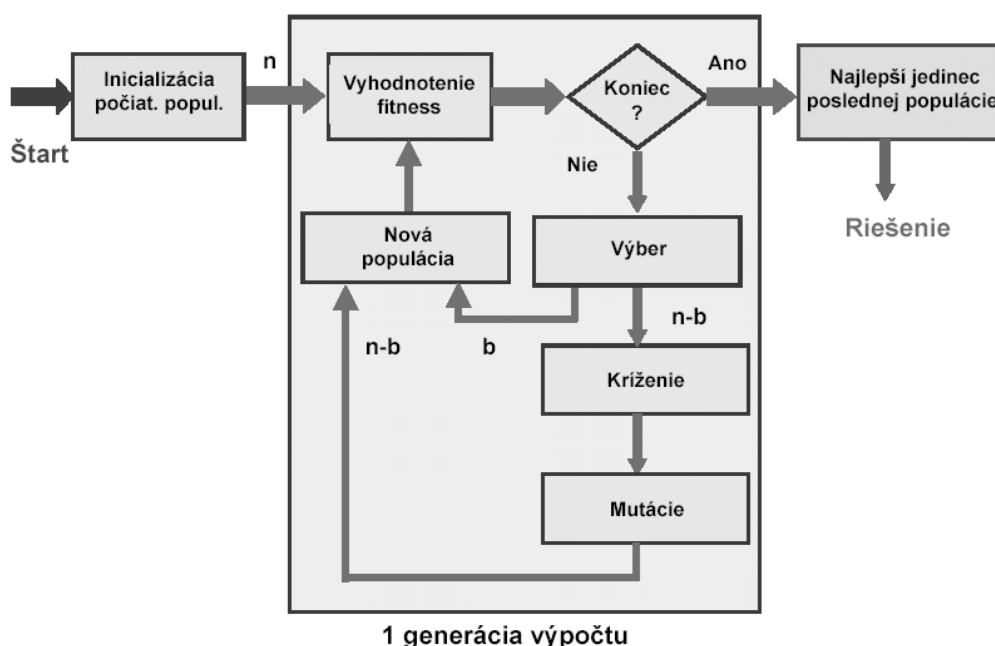 Inicializácia
počiat. popul.
n
Vyhodnotenie
fitness
Koniec
?
Ano
Najlepší jedinec
poslednej populácie
Štart
Nie
Riešenie
Nová
populácia
Výber
n-b
b
n-b
Kríženie
Mutácie
1 generácia výpočtu